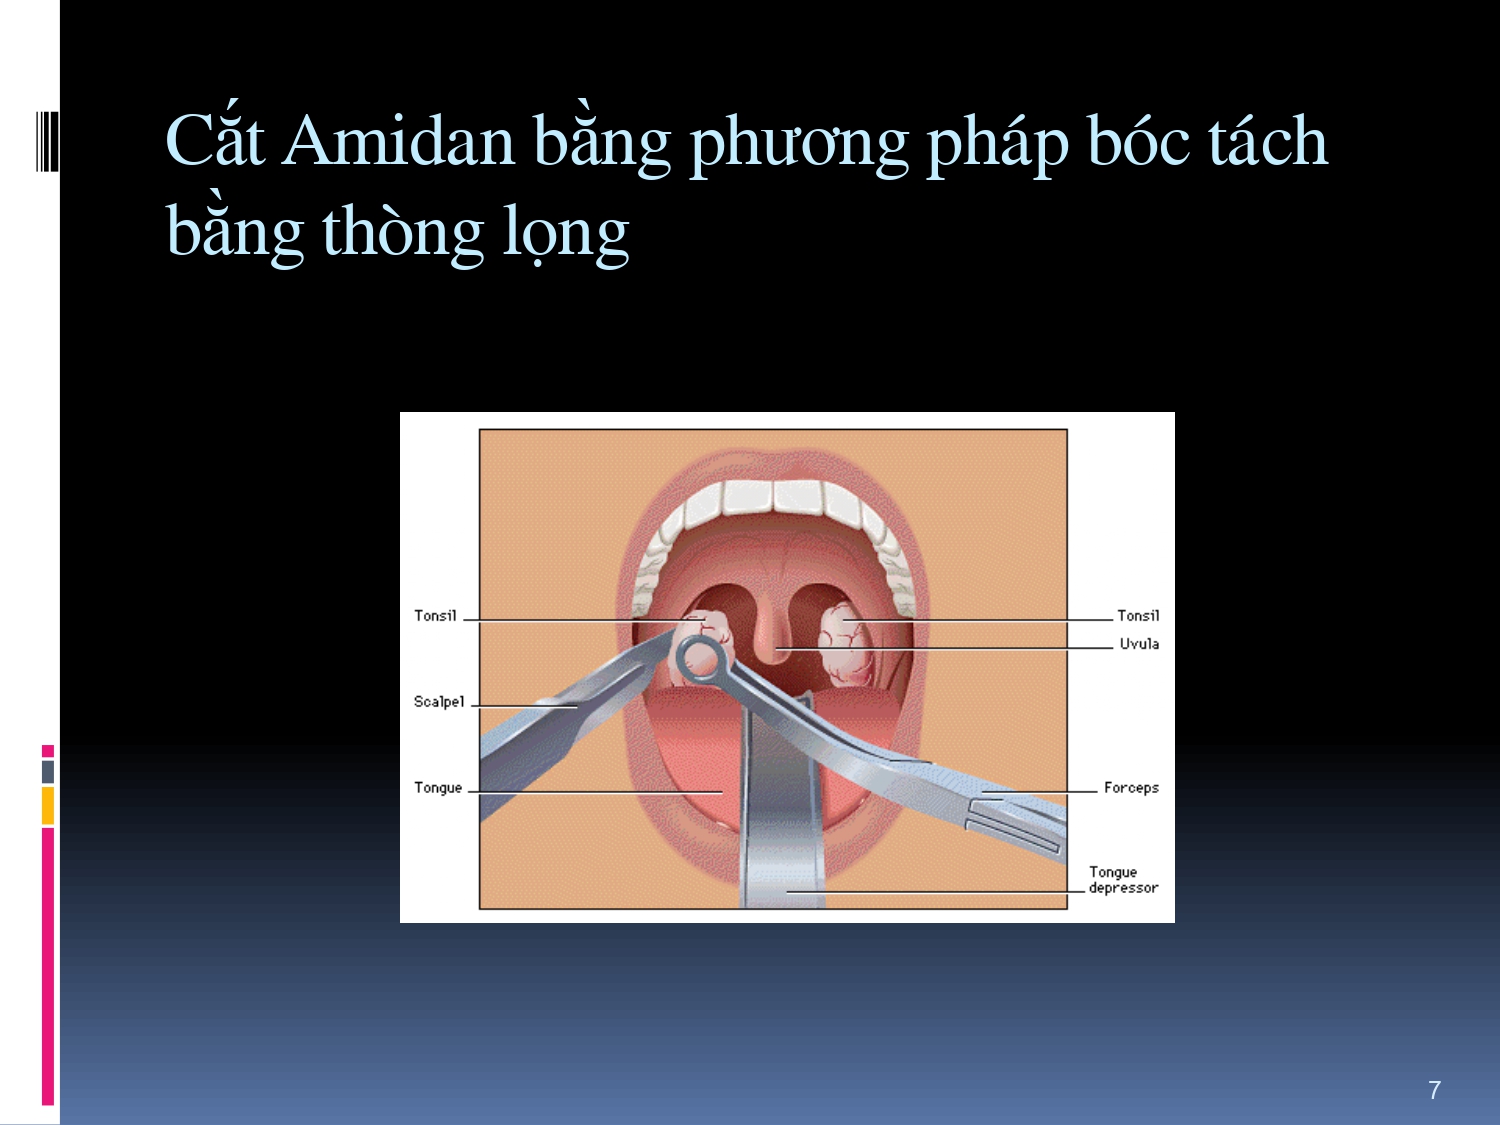 Cắt Amidan bằng phương pháp bóc tách
bằng thòng lọng
Tonsil
Tonsil
Uvula
Scalpel
Tongue
Forceps
Tongue
depressor
7